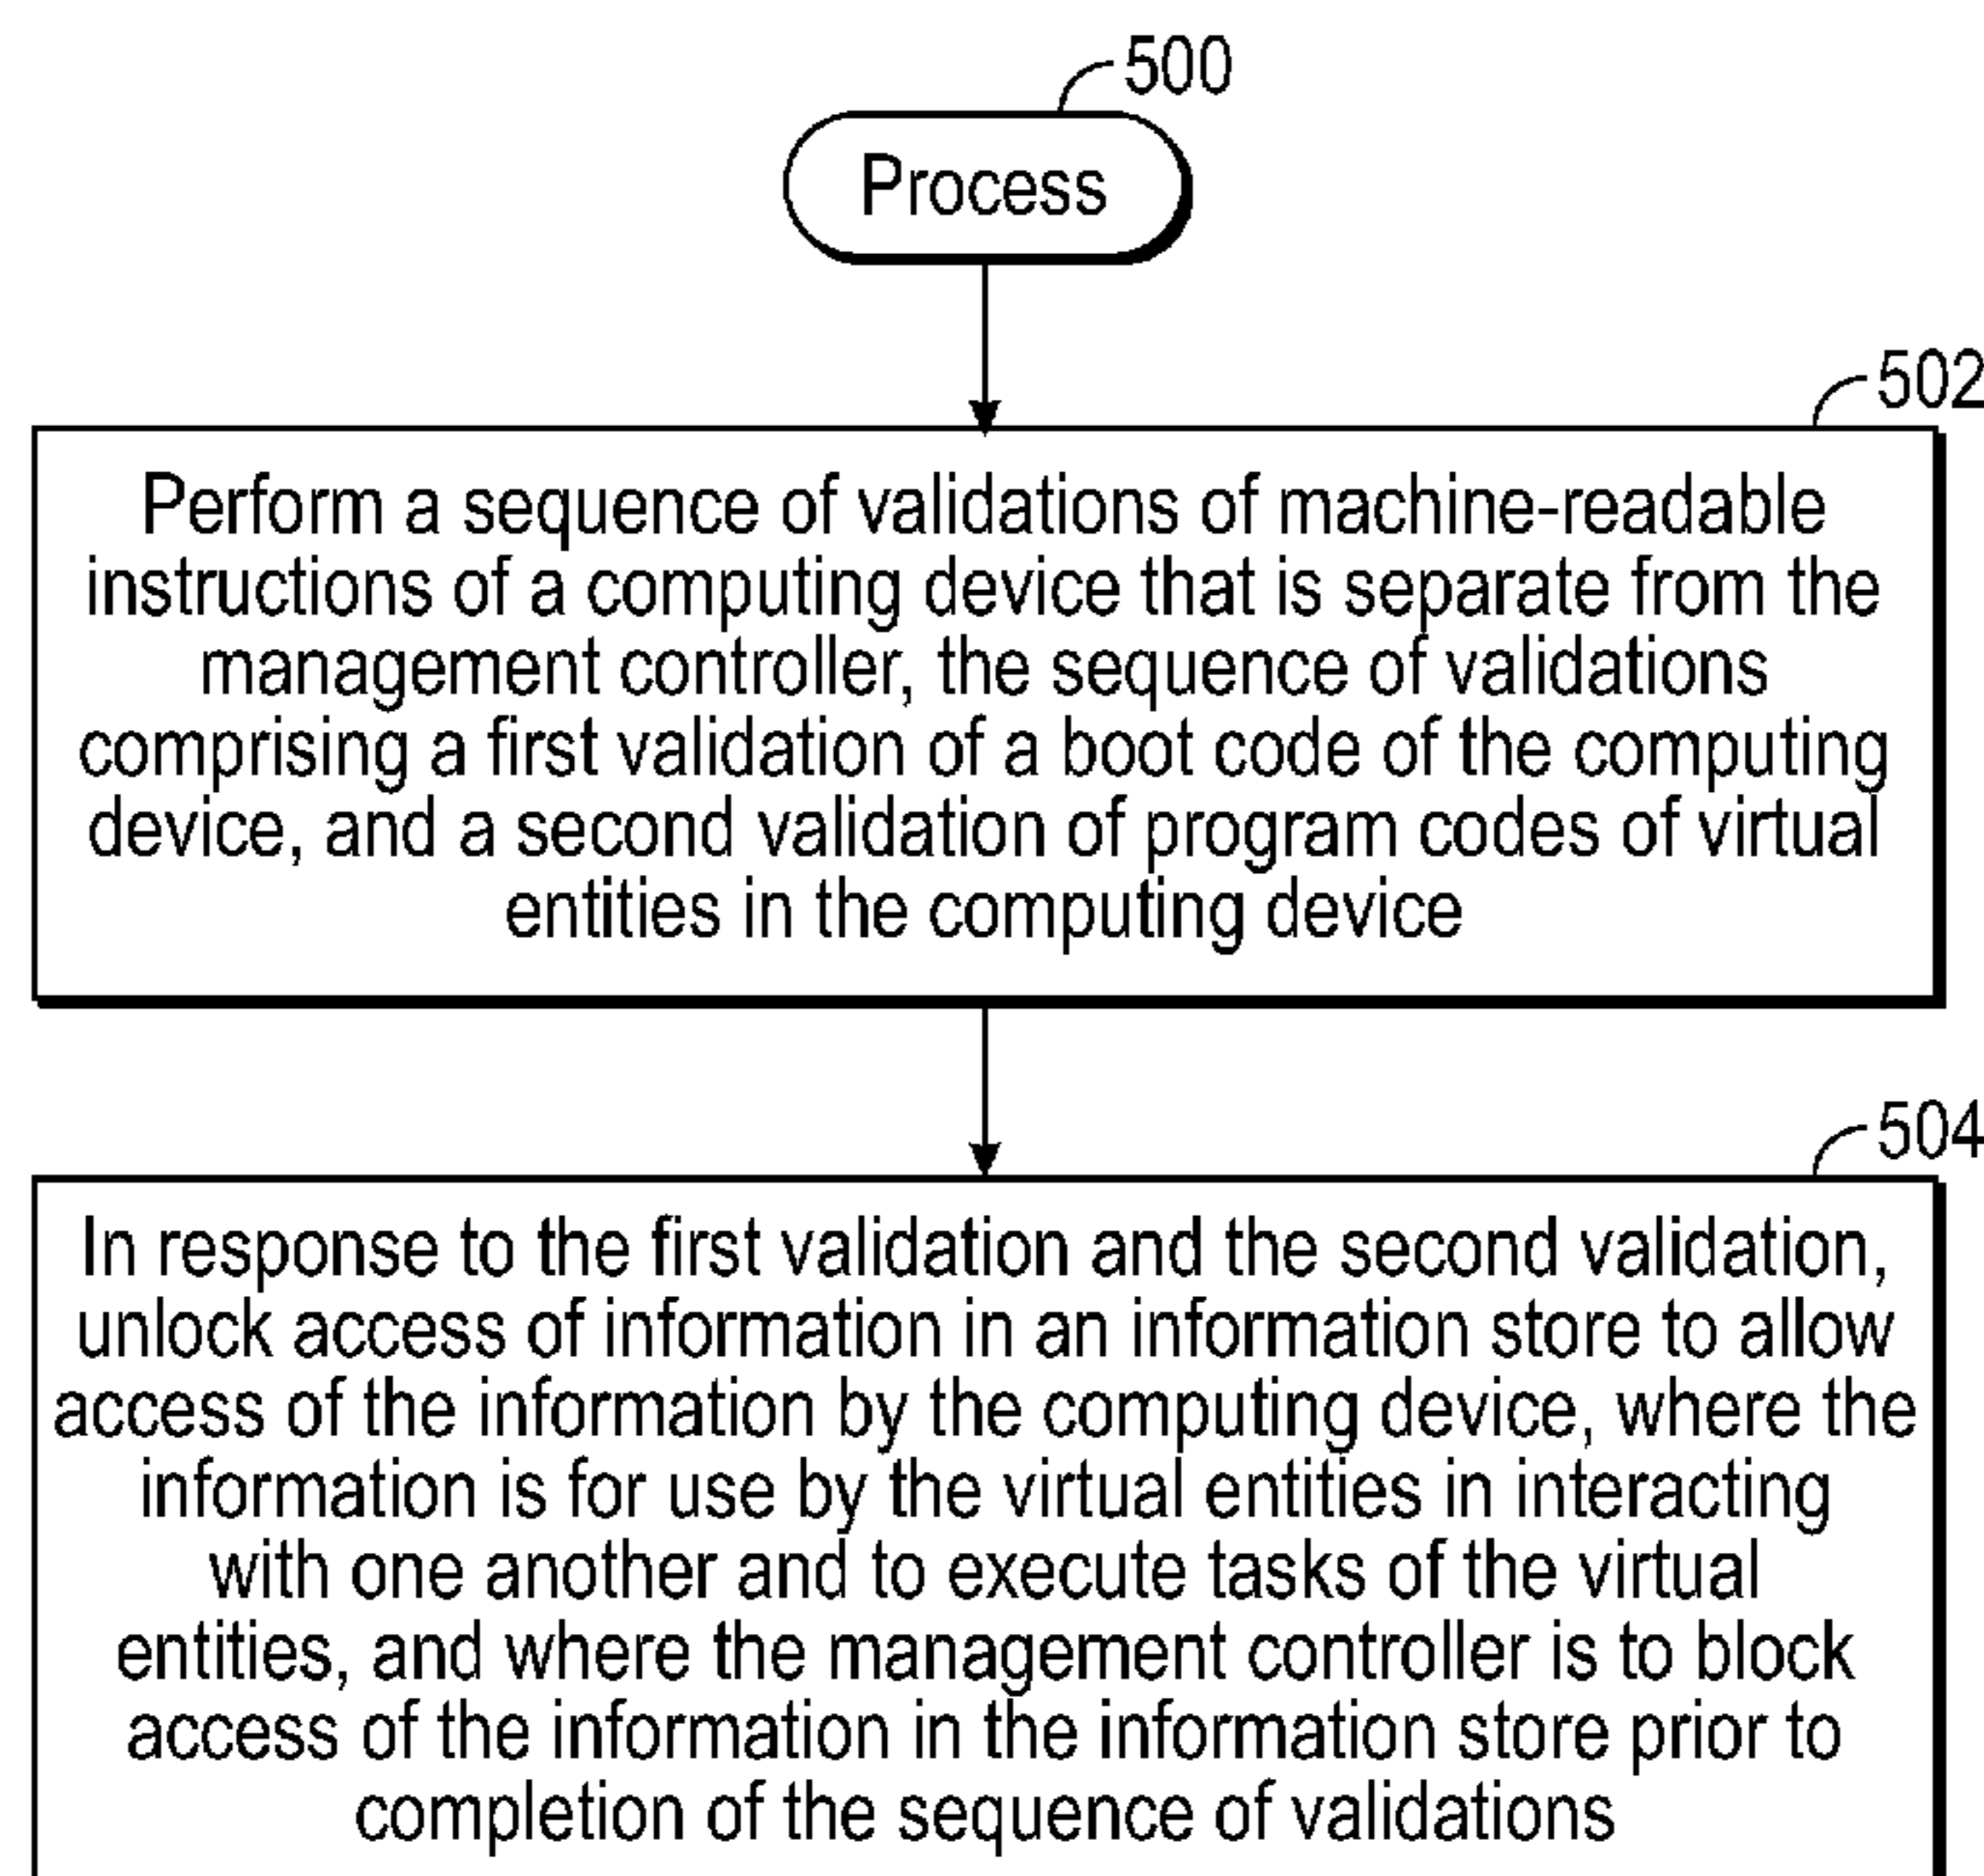 500
Process
502
Perform a sequence of validations of machine-readable
instructions of a computing device that is separate from the
management controller, the sequence of validations
comprising a first validation of a boot code of the computing
device, and a second validation of program codes of virtual
entities in the computing device
504
In response to the first validation and the second validation,
unlock access of information in an information store to allow
access of the information by the computing device, where the
information is for use by the virtual entities in interacting
with one another and to execute tasks of the virtual
entities, and where the management controller is to block
access of the information in the information store prior to
completion of the sequence of validations